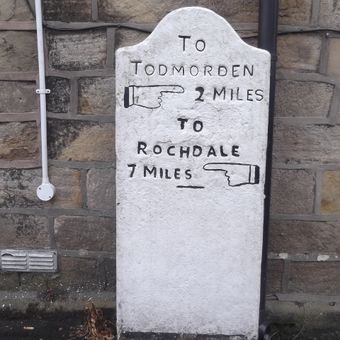 To
TODMORDEN
2 MILES
TO
ROCHDALE
7 MILES